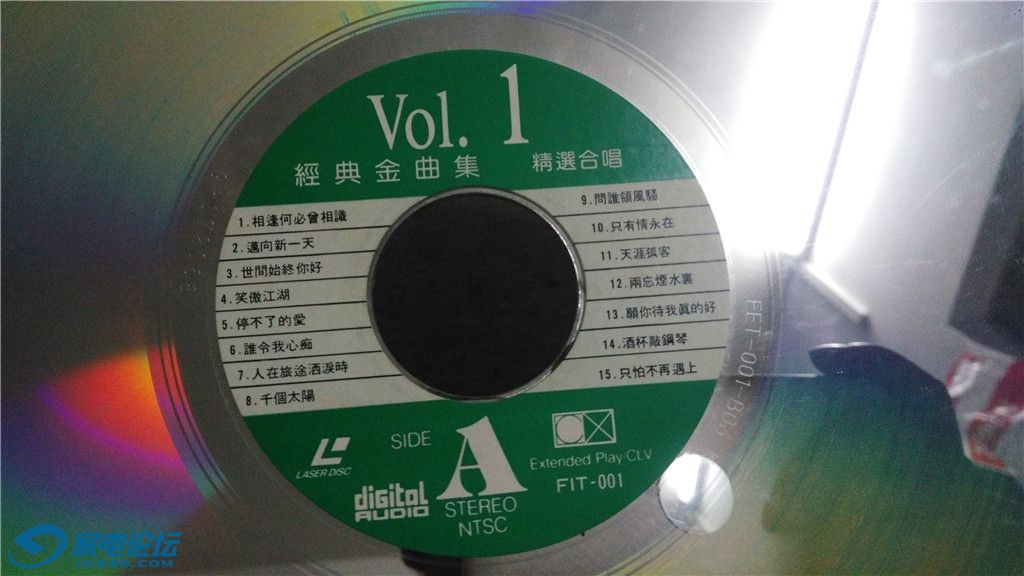 Vol. 1
經典金曲集 精選合唱
1.相逢何必曾相識
2.邁向新一天
3.世間始終你好
4.笑傲江湖
5.停不了的愛
6.誰令我心痴
7.人在旅途洒淚時
8.千個太陽
9.問誰領風騷
10.只有情永在
11.天涯孤客
12.兩忘煙水裏
13.願你待我真的好
14.酒杯敲鋼琴
15.只怕不再遇上
LASER DISC
digital AUDIO
SIDE A
STEREO
NTSC
Extended Play/CLV
FIT-001
FET-001-B03
家电论坛